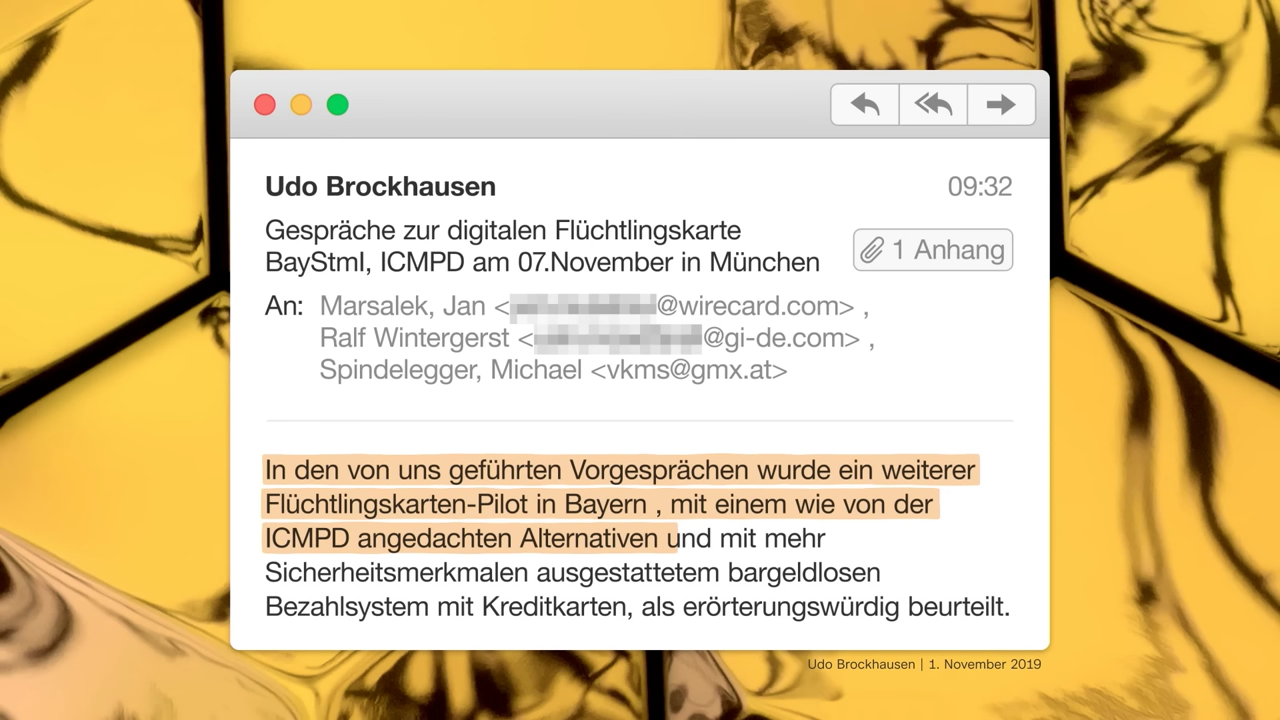 Udo Brockhausen
09:32
Gespräche zur digitalen Flüchtlingskarte
BayStmI, ICMPD am 07.November in München
1 Anhang
An: Marsalek, Jan < @wirecard.com> ,
Ralf Wintergerst < @gi-de.com> ,
Spindelegger, Michael <vkms@gmx.at>
In den von uns geführten Vorgesprächen wurde ein weiterer
Flüchtlingskarten-Pilot in Bayern , mit einem wie von der
ICMPD angedachten Alternativen und mit mehr
Sicherheitsmerkmalen ausgestattetem bargeldlosen
Bezahlsystem mit Kreditkarten, als erörterungswürdig beurteilt.
Udo Brockhausen | 1. November 2019